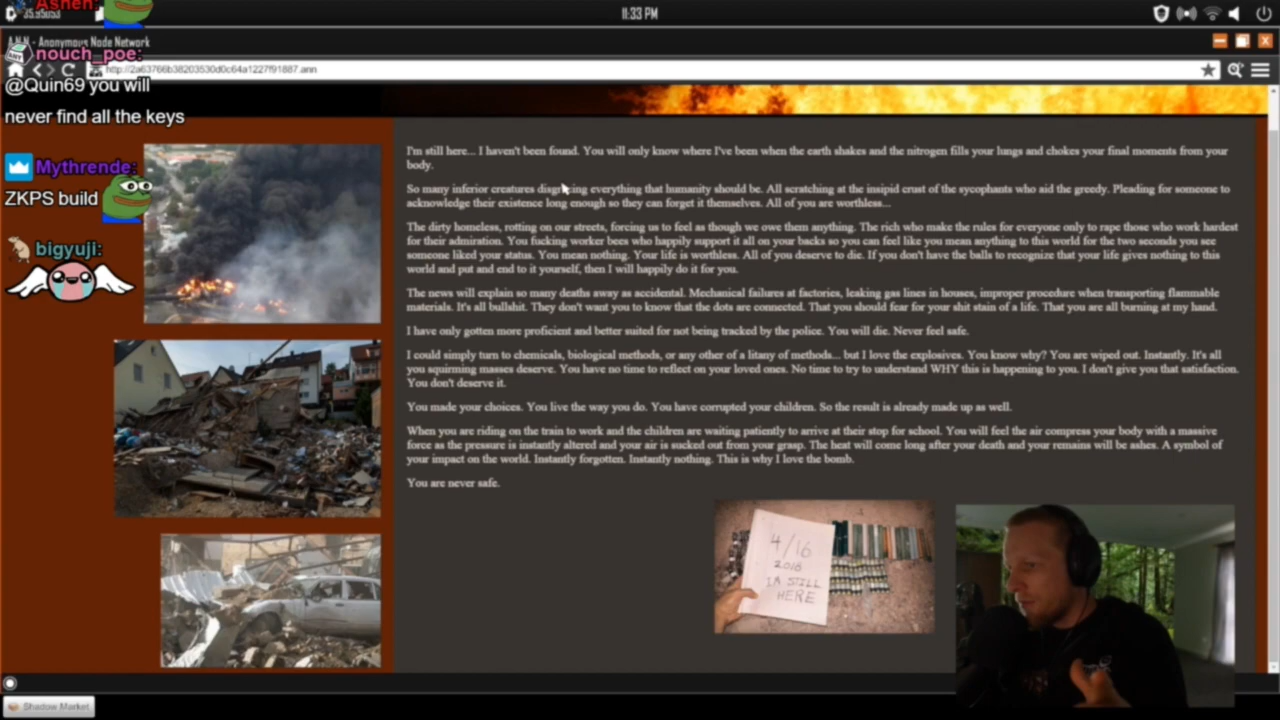 Ashen:
11:33 PM
A.N.N - Anonymous Node Network
nouch_poe:
http://2a63766b38203530d0c64a1227f91887.ann
@Quin69 you will
never find all the keys
Mythrende:
ZKPS build
bigyuji:
I'm still here... I haven't been found. You will only know where I've been when the earth shakes and the nitrogen fills your lungs and chokes your final moments from your
body.
So many inferior creatures disgracing everything that humanity should be. All scratching at the insipid crust of the sycophants who aid the greedy. Pleading for someone to
acknowledge their existence long enough so they can forget it themselves. All of you are worthless...
The dirty homeless, rotting on our streets, forcing us to feel as though we owe them anything. The rich who make the rules for everyone only to rape those who work hardest
for their admiration. You fucking worker bees who happily support it all on your backs so you can feel like you mean anything to this world for the two seconds you see
someone liked your status. You mean nothing. Your life is worthless. All of you deserve to die. If you don't have the balls to recognize that your life gives nothing to this
world and put and end to it yourself, then I will happily do it for you.
The news will explain so many deaths away as accidental. Mechanical failures at factories, leaking gas lines in houses, improper procedure when transporting flammable
materials. It's all bullshit. They don't want you to know that the dots are connected. That you should fear for your shit stain of a life. That you are all burning at my hand.
I have only gotten more proficient and better suited for not being tracked by the police. You will die. Never feel safe.
I could simply turn to chemicals, biological methods, or any other of a litany of methods... but I love the explosives. You know why? You are wiped out. Instantly. It's all
you squirming masses deserve. You have no time to reflect on your loved ones. No time to try to understand WHY this is happening to you. I don't give you that satisfaction.
You don't deserve it.
You made your choices. You live the way you do. You have corrupted your children. So the result is already made up as well.
When you are riding on the train to work and the children are waiting patiently to arrive at their stop for school. You will feel the air compress your body with a massive
force as the pressure is instantly altered and your air is sucked out from your grasp. The heat will come long after your death and your remains will be ashes. A symbol of
your impact on the world. Instantly forgotten. Instantly nothing. This is why I love the bomb.
You are never safe.
4/16
2016
IM STILL
HERE
Shadow Market